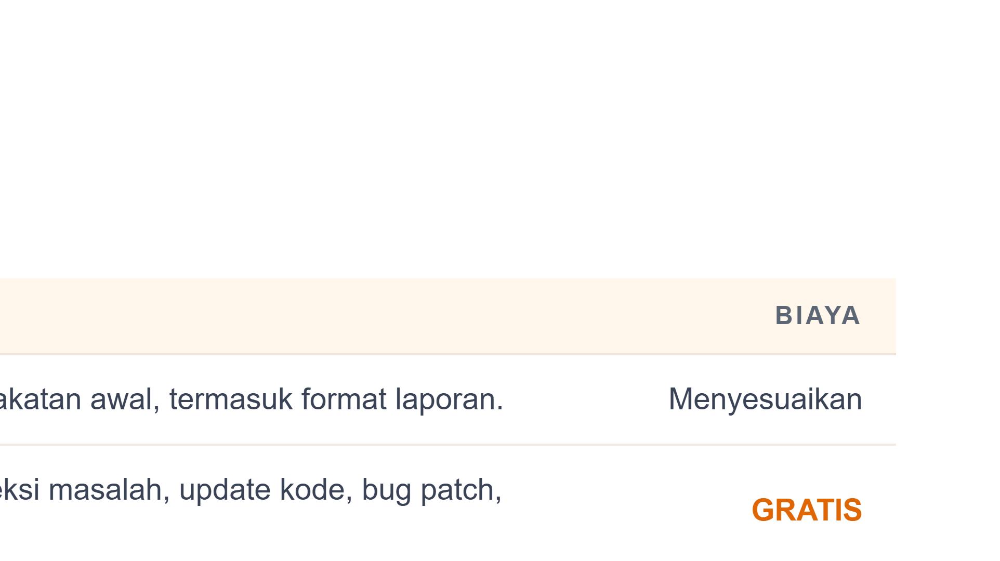 BIAYA
akatan awal, termasuk format laporan. Menyesuaikan
eksi masalah, update kode, bug patch,
GRATIS